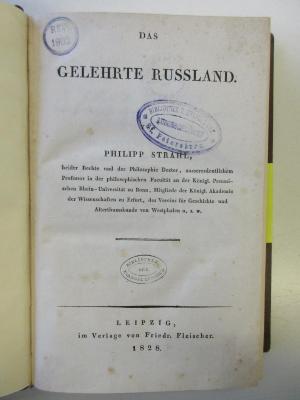 DAS
GELEHRTE RUSSLAND.
PHILIPP STRAHL,
beider Rechte und der Philosophie Doctor, ausserordentlichem
Professor in der philosophischen Facultät an der Königl. Preussi-
schen Rhein-Universität zu Bonn, Mitgliede der Königl. Akademie
der Wissenschaften zu Erfurt, des Vereins für Geschichte und
Alterthumskunde von Westphalen u. s. w.
LEIPZIG,
im Verlage von Friedr. Fleischer.
1828.